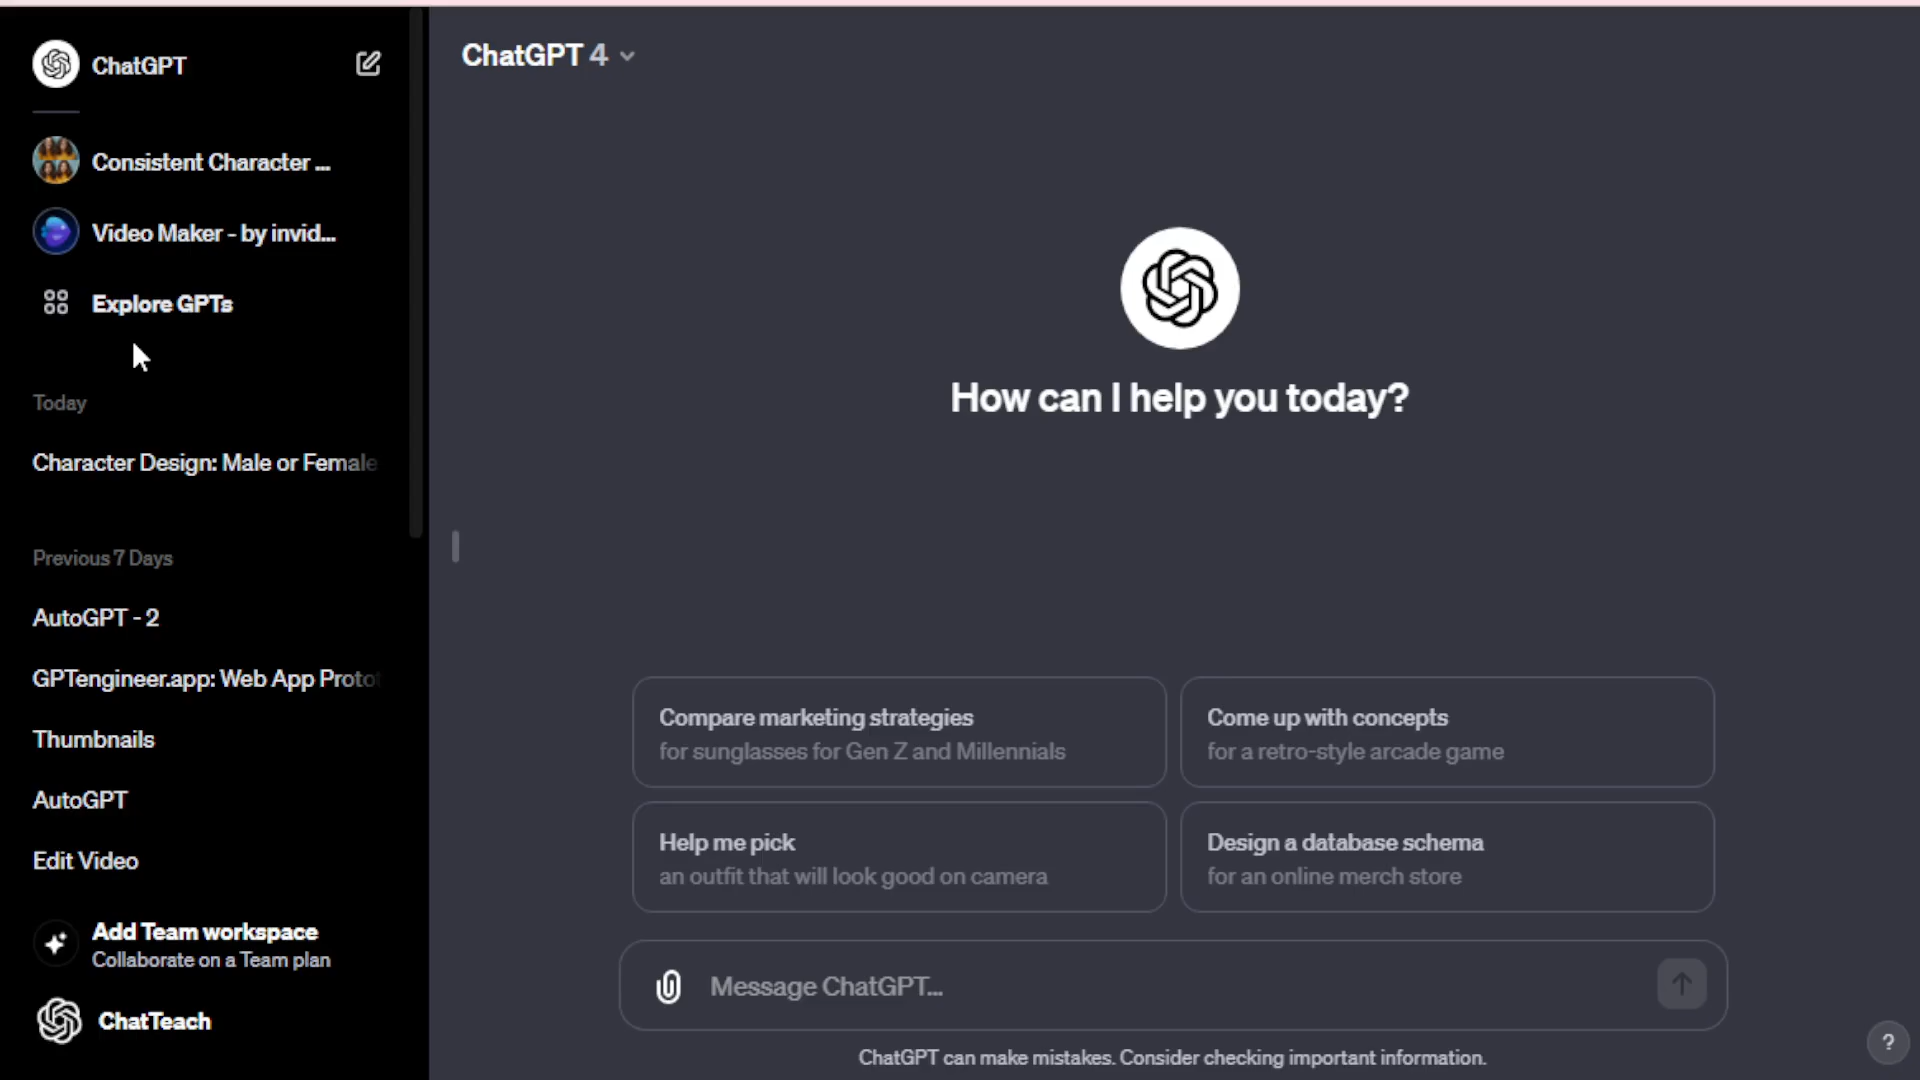 ChatGPT
Consistent Character ...
Video Maker - by invid...
Explore GPTs
Today
Character Design: Male or Female
Previous 7 Days
AutoGPT - 2
GPTengineer.app: Web App Protot
Thumbnails
AutoGPT
Edit Video
Add Team workspace
Collaborate on a Team plan
ChatTeach
ChatGPT 4
How can I help you today?
Compare marketing strategies
for sunglasses for Gen Z and Millennials
Come up with concepts
for a retro-style arcade game
Help me pick
an outfit that will look good on camera
Design a database schema
for an online merch store
Message ChatGPT...
ChatGPT can make mistakes. Consider checking important information.
?